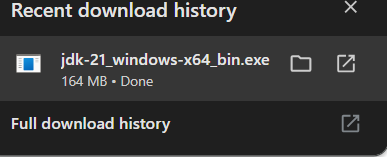 Recent download history
jdk-21_windows-x64_bin.exe
164 MB • Done
Full download history